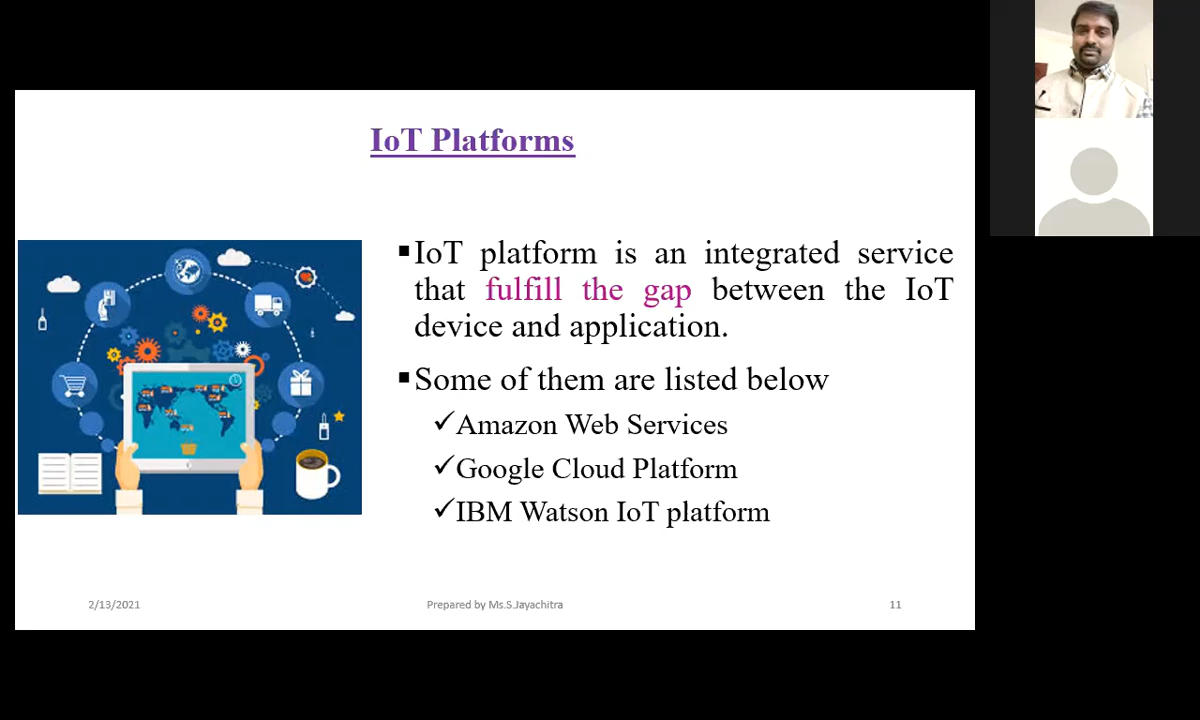 IoT Platforms
▪IoT platform is an integrated service
that fulfill the gap between the IoT
device and application.
▪Some of them are listed below
✓Amazon Web Services
✓Google Cloud Platform
✓IBM Watson IoT platform
2/13/2021 Prepared by Ms.S.Jayachitra 11